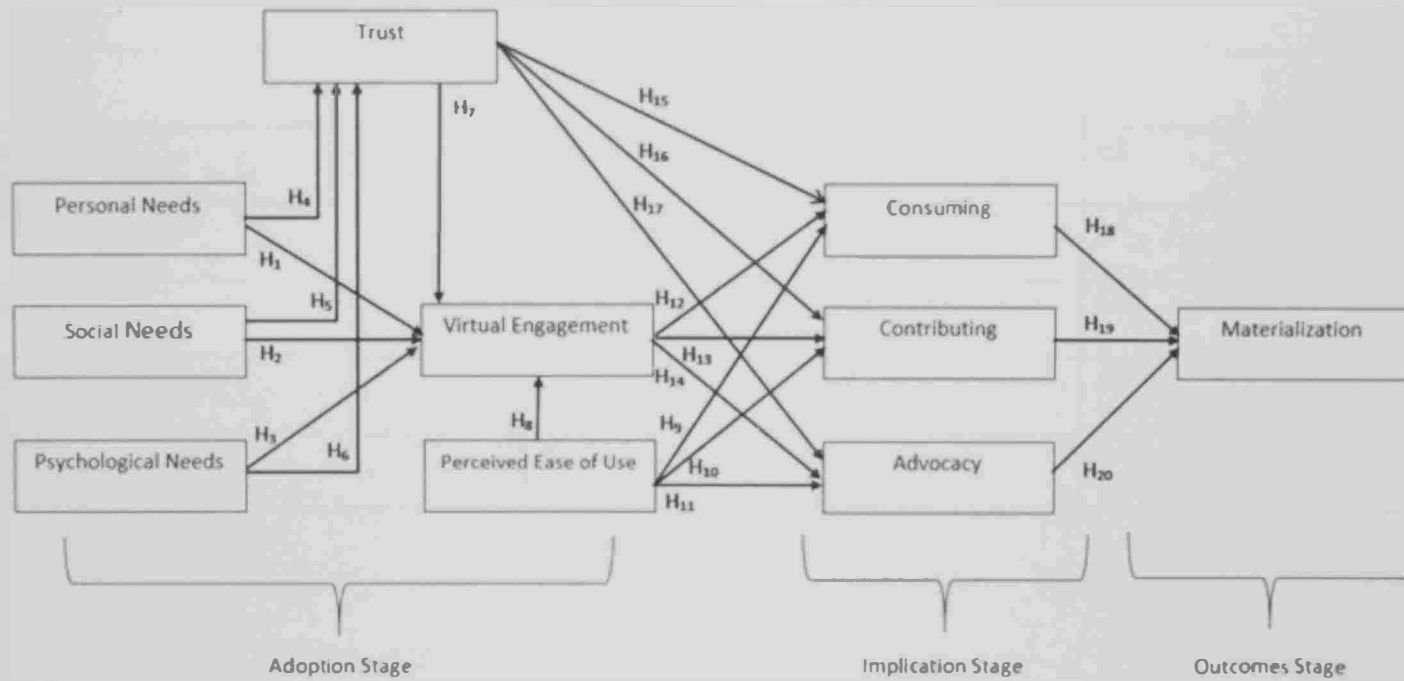 Trust
H7
H15
H16
H17
Personal Needs
H4
H1
Consuming
H18
Social Needs
H5
H2
Virtual Engagement
H12
H13
H14
Contributing
H19
Materialization
Psychological Needs
H3
H6
H8
Perceived Ease of Use
H9
H10
H11
Advocacy
H20
Adoption Stage
Implication Stage
Outcomes Stage